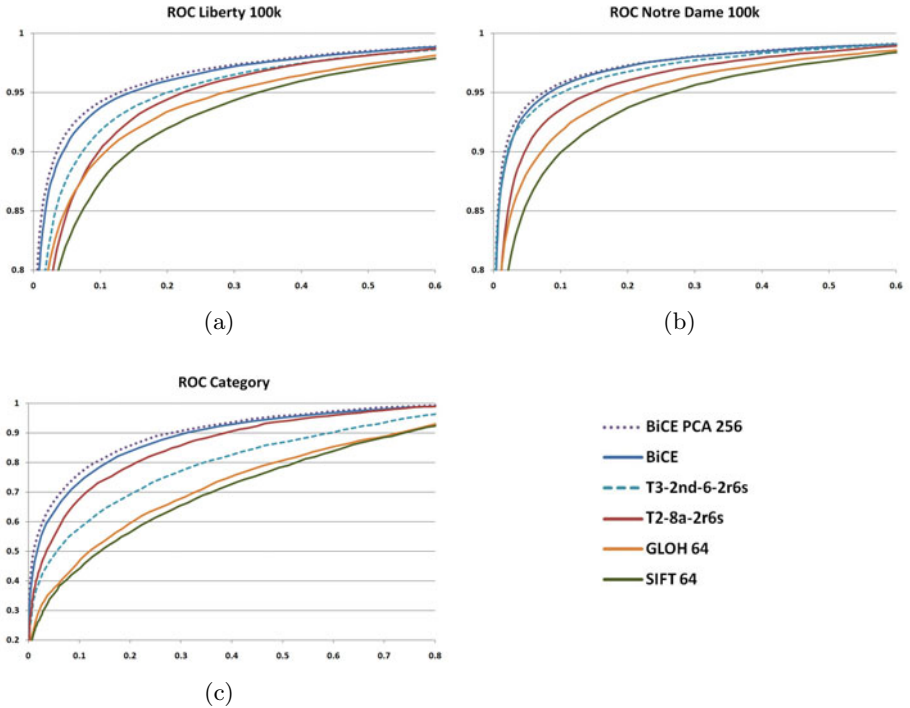 ROC Liberty 100k
1
0.95
0.9
0.85
0.8
0 0.1 0.2 0.3 0.4 0.5 0.6
(a)
ROC Notre Dame 100k
1
0.95
0.9
0.85
0.8
0 0.1 0.2 0.3 0.4 0.5 0.6
(b)
ROC Category
1
0.9
0.8
0.7
0.6
0.5
0.4
0.3
0.2
0 0.1 0.2 0.3 0.4 0.5 0.6 0.7 0.8
(c)
BiCE PCA 256
BiCE
T3-2nd-6-2r6s
T2-8a-2r6s
GLOH 64
SIFT 64